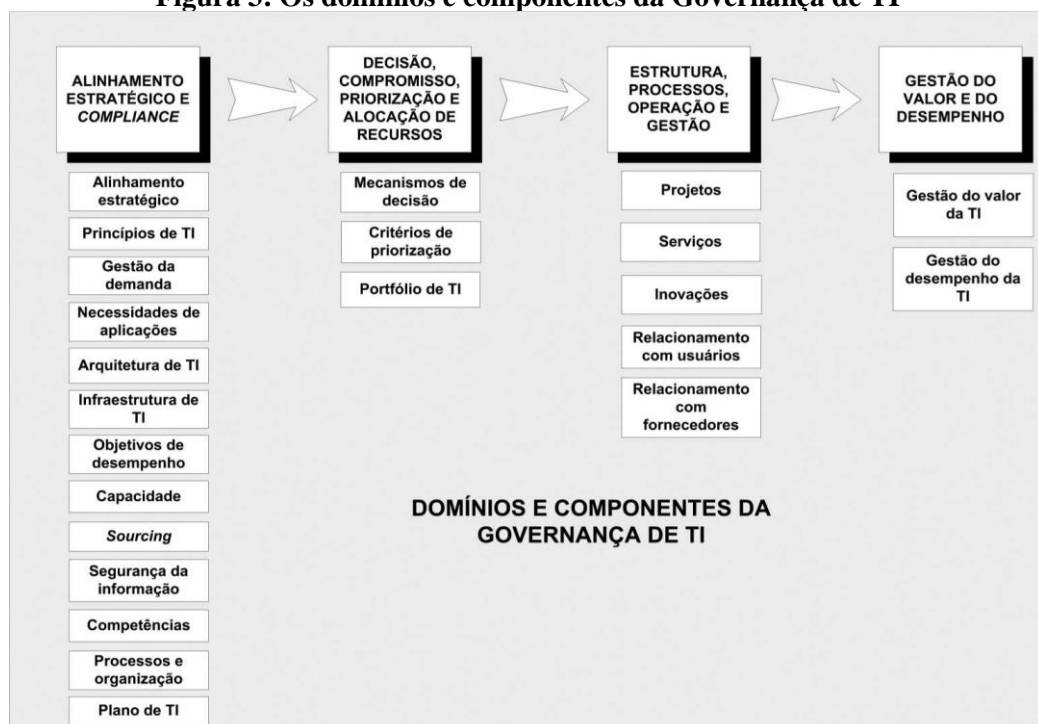 Figura 3: Os domínios e componentes da Governança de TI
ALINHAMENTO
ESTRATÉGICO E
COMPLIANCE
Alinhamento
estratégico
Princípios de TI
Gestão da
demanda
Necessidades de
aplicações
Arquitetura de TI
Infraestrutura de
TI
Objetivos de
desempenho
Capacidade
Sourcing
Segurança da
informação
Competências
Processos e
organização
Plano de TI
DECISÃO,
COMPROMISSO,
PRIORIZAÇÃO E
ALOCAÇÃO DE
RECURSOS
Mecanismos de
decisão
Critérios de
priorização
Portfólio de TI
ESTRUTURA,
PROCESSOS,
OPERAÇÃO E
GESTÃO
Projetos
Serviços
Inovações
Relacionamento
com usuários
Relacionamento
com
fornecedores
GESTÃO DO
VALOR E DO
DESEMPENHO
Gestão do valor
da TI
Gestão do
desempenho da
TI
DOMÍNIOS E COMPONENTES DA
GOVERNANÇA DE TI